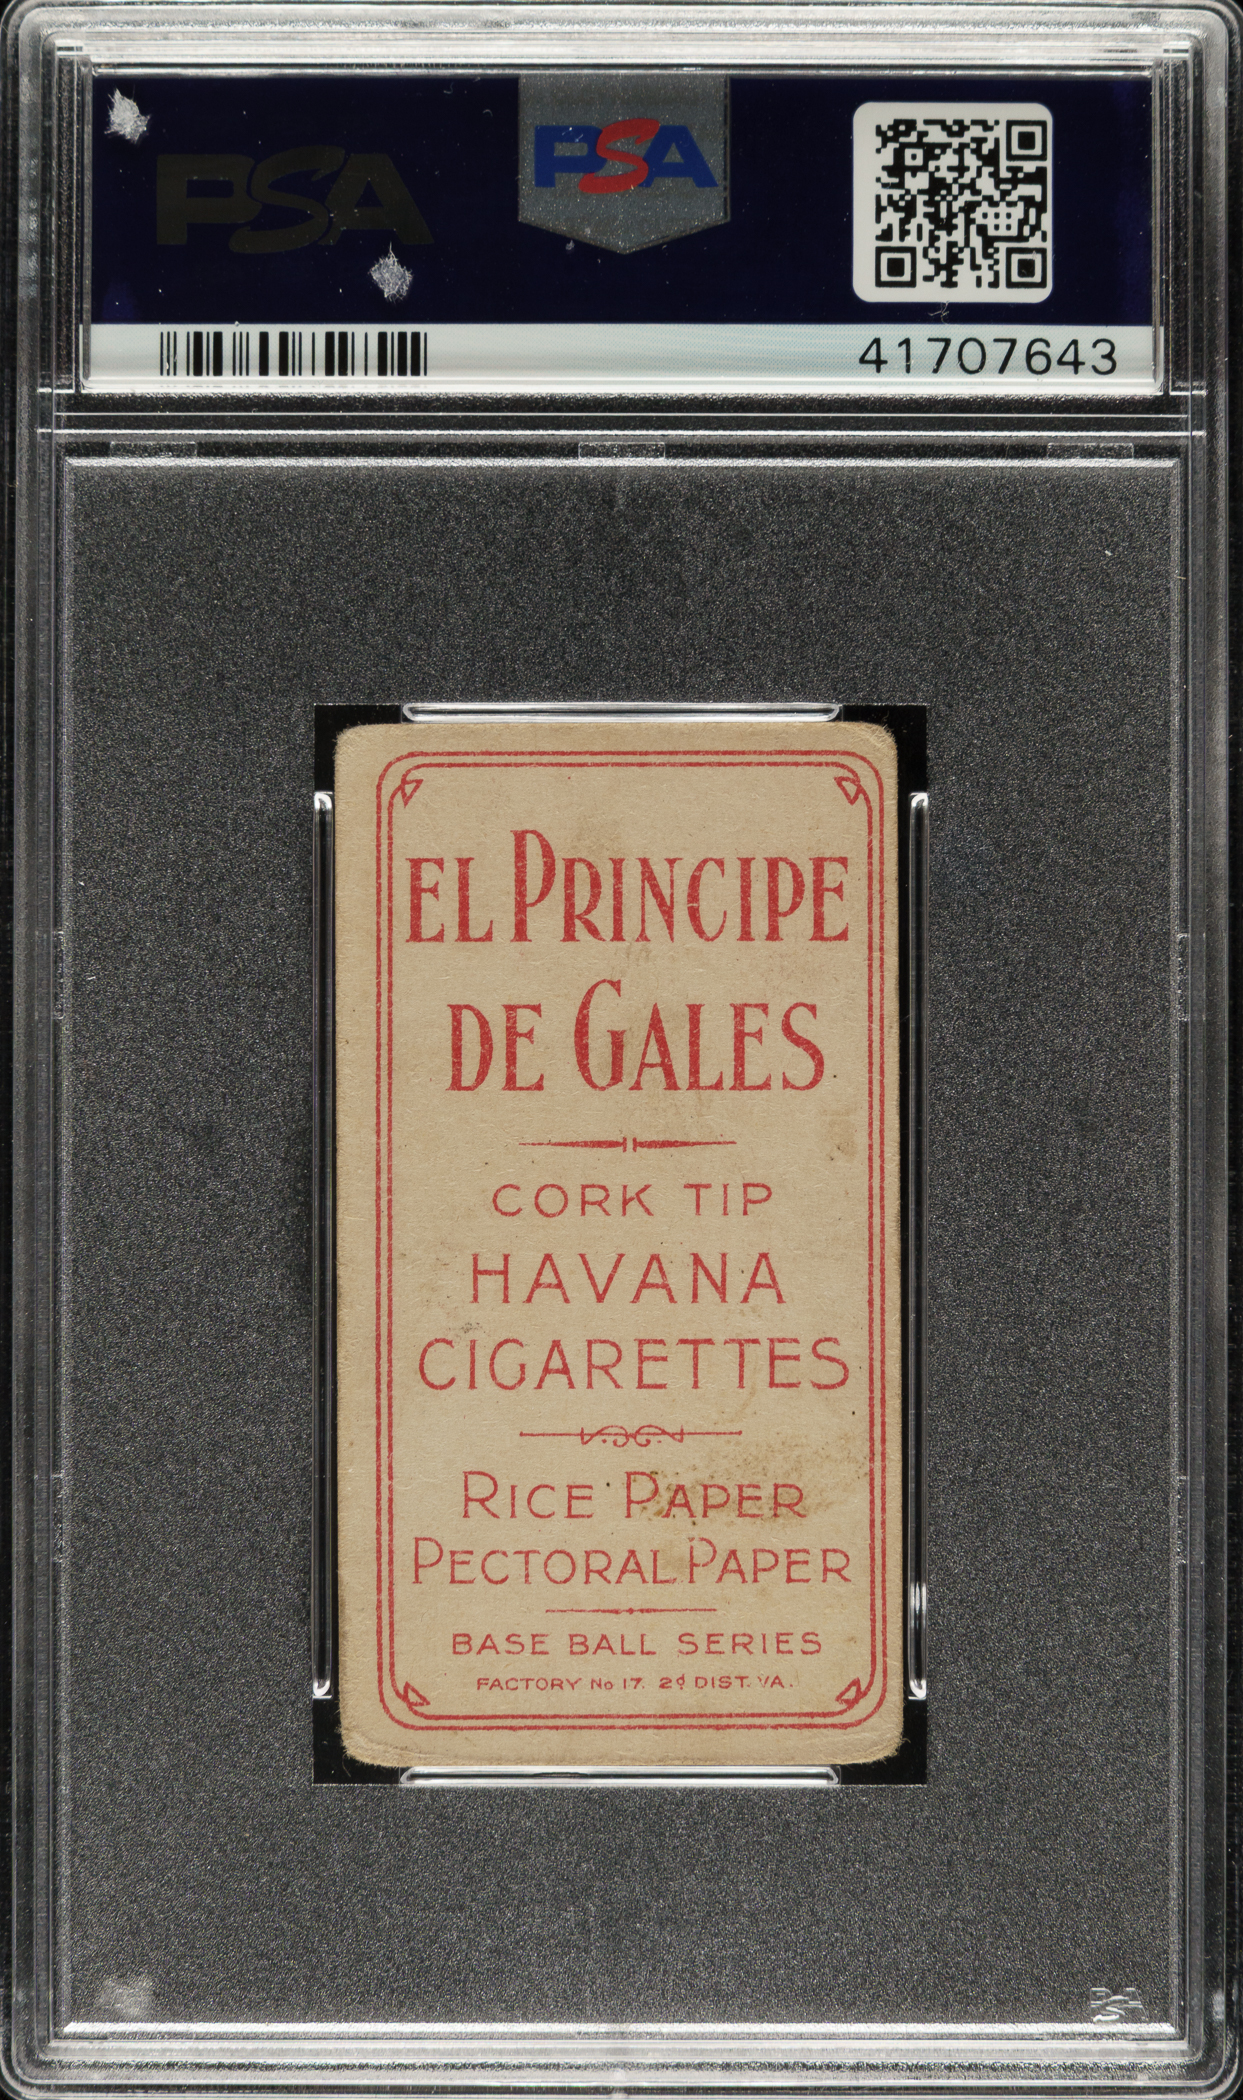 PSA
PSA
41707643
EL PRINCIPE
DE GALES
CORK TIP
HAVANA
CIGARETTES
RICE PAPER
PECTORAL PAPER
BASE BALL SERIES
FACTORY No 17. 2d DIST. VA.
PSA